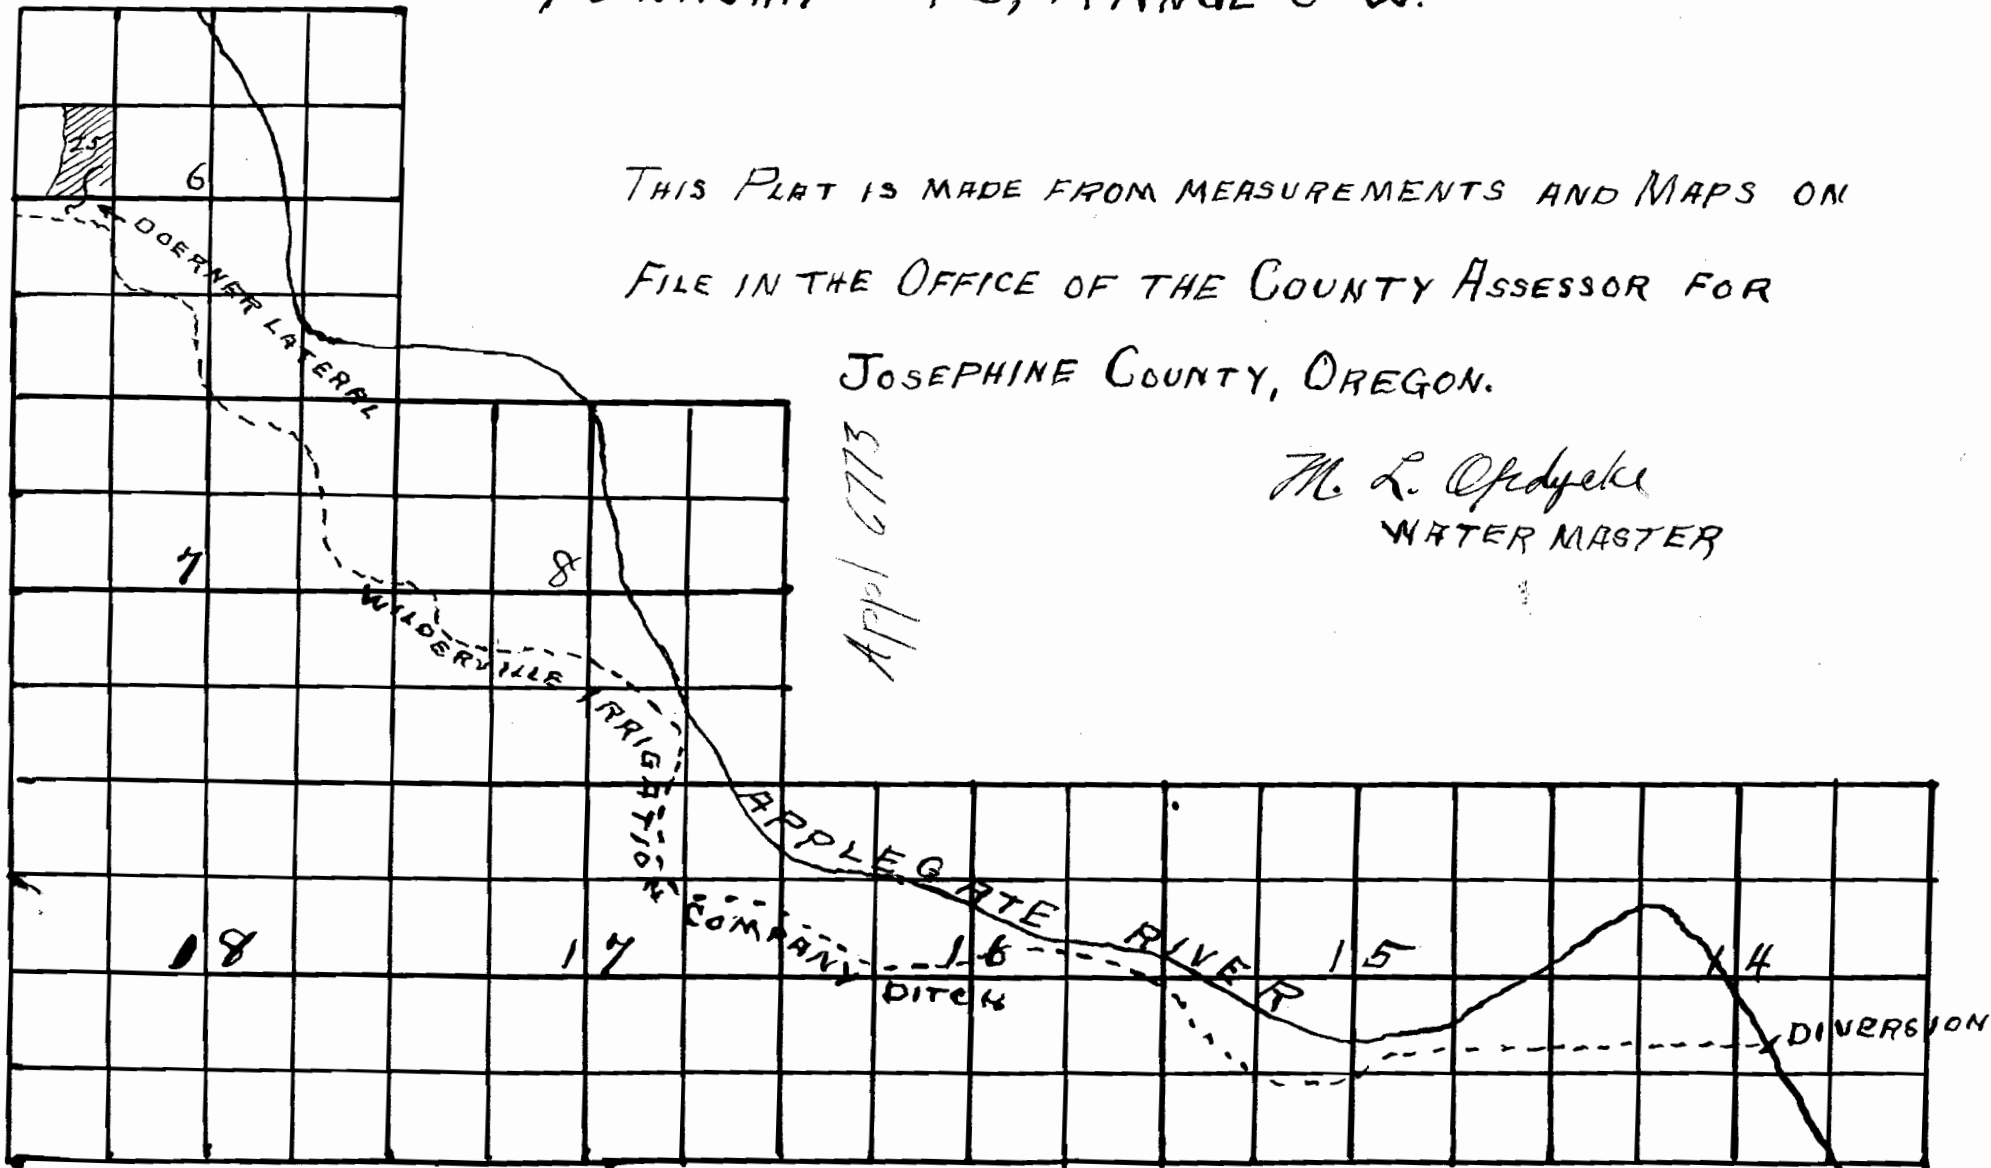 THIS PLAT IS MADE FROM MEASUREMENTS AND MAPS ON
FILE IN THE OFFICE OF THE COUNTY ASSESSOR FOR
JOSEPHINE COUNTY, OREGON.
M. L. Opdycke
WATER MASTER
Appl 6773
25
6
DOERNER LATERAL
7
8
WILDERVILLE IRRIGATION
COMPANY
DITCH
APPLEGATE RIVER
18
17
16
15
14
DIVERSION